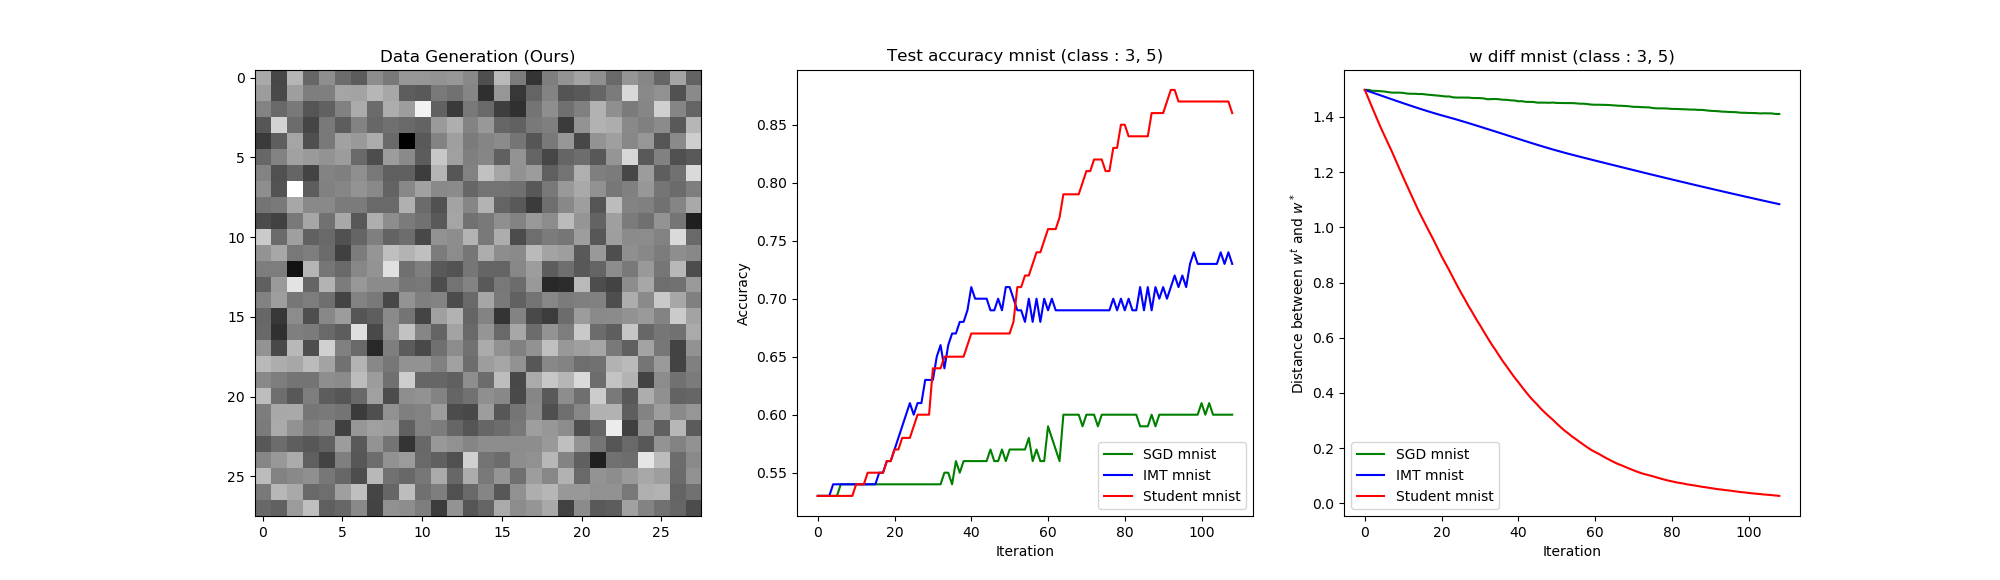 Data Generation (Ours)
0
5
10
15
20
25
0 5 10 15 20 25
Test accuracy mnist (class : 3, 5)
Accuracy
0.85
0.80
0.75
0.70
0.65
0.60
0.55
SGD mnist
IMT mnist
Student mnist
0 20 40 60 80 100
Iteration
w diff mnist (class : 3, 5)
Distance between w^t and w^*
1.4
1.2
1.0
0.8
0.6
0.4
0.2
0.0
SGD mnist
IMT mnist
Student mnist
0 20 40 60 80 100
Iteration